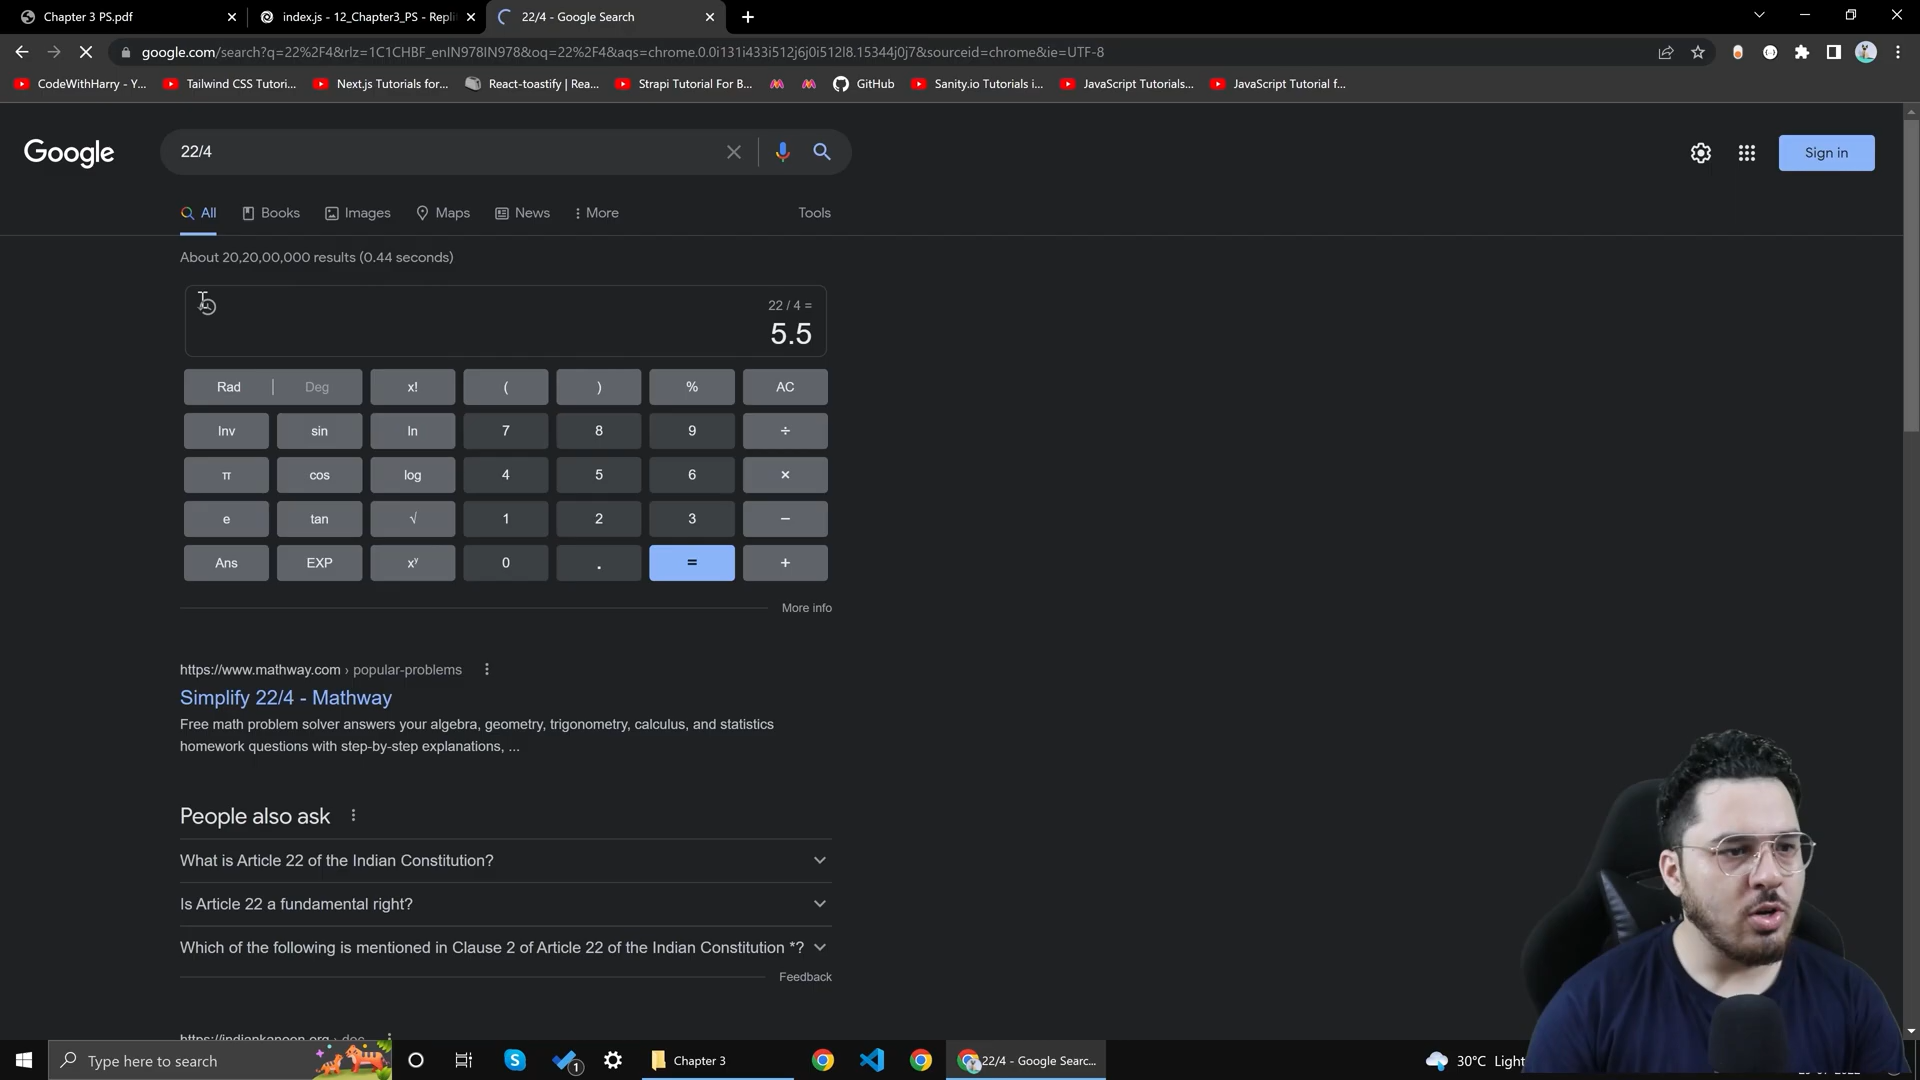 Chapter 3 PS.pdf
index.js - 12_Chapter3_PS - Repli
22/4 - Google Search
google.com/search?q=22%2F4&rlz=1C1CHBF_enIN978IN978&oq=22%2F4&aqs=chrome.0.0i131i433i512j6j0i512l8.15344j0j7&sourceid=chrome&ie=UTF-8
CodeWithHarry - Y...
Tailwind CSS Tutori...
Next.js Tutorials for...
React-toastify | Rea...
Strapi Tutorial For B...
GitHub
Sanity.io Tutorials i...
JavaScript Tutorials...
JavaScript Tutorial f...
Google
22/4
Sign in
All
Books
Images
Maps
News
More
Tools
About 20,20,00,000 results (0.44 seconds)
22 / 4 =
5.5
Rad | Deg x! ( ) % AC
Inv sin ln 7 8 9 ÷
π cos log 4 5 6 ×
e tan √ 1 2 3 −
Ans EXP xʸ 0 . = +
More info
https://www.mathway.com › popular-problems
Simplify 22/4 - Mathway
Free math problem solver answers your algebra, geometry, trigonometry, calculus, and statistics
homework questions with step-by-step explanations, ...
People also ask
What is Article 22 of the Indian Constitution?
Is Article 22 a fundamental right?
Which of the following is mentioned in Clause 2 of Article 22 of the Indian Constitution *?
Feedback
https://indiankanoon.org › doc
Type here to search
1
Chapter 3
22/4 - Google Searc...
30°C Light